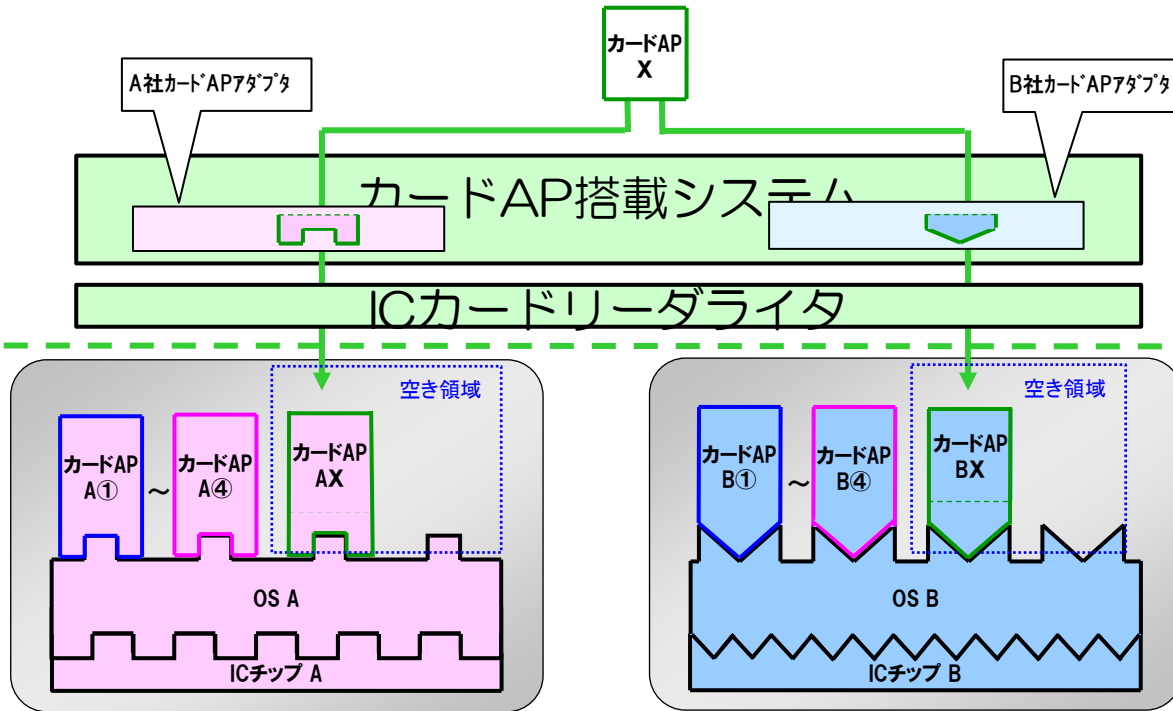 カードAP
X
A社カードAPアダプタ
B社カードAPアダプタ
カードAP搭載システム
ICカードリーダライタ
空き領域
空き領域
カードAP
A①
～
カードAP
A④
カードAP
AX
カードAP
B①
～
カードAP
B④
カードAP
BX
OS A
OS B
ICチップ A
ICチップ B